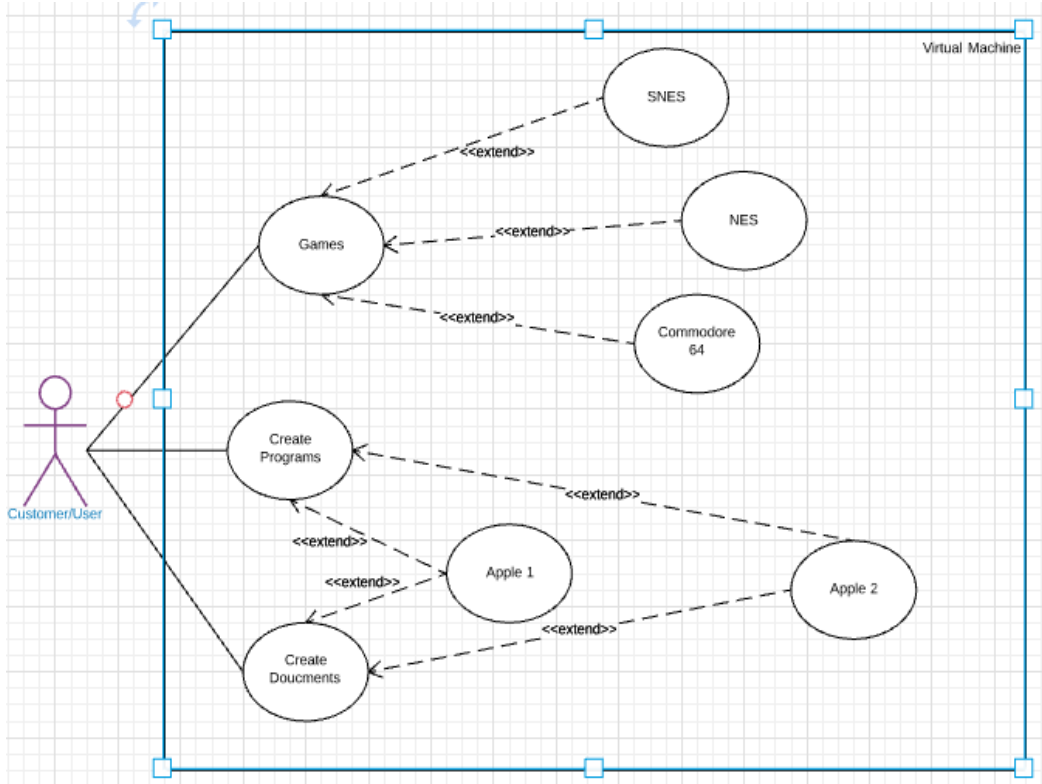 Virtual Machine
SNES
<<extend>>
NES
<<extend>>
Games
<<extend>>
Commodore
64
Create
Programs
<<extend>>
<<extend>>
Apple 1
<<extend>>
Apple 2
Customer/User
<<extend>>
Create
Doucments